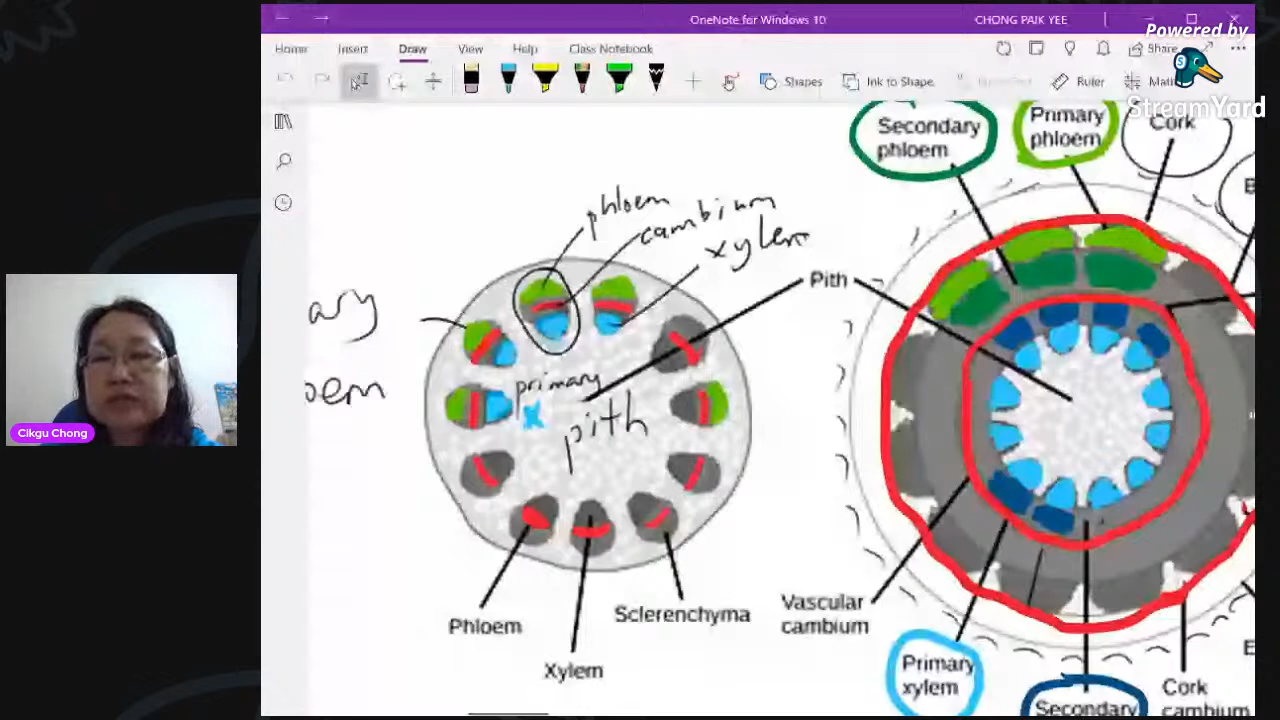 OneNote for Windows 10
CHONG PAIK YEE
Powered by
StreamYard
Home
Insert
Draw
View
Help
Class Notebook
Share
Shapes
Ink to Shape
Ruler
Math
Secondary
phloem
Primary
phloem
Cork
phloem
cambium
xylem
Pith
ary
oem
primary
x
pith
Cikgu Chong
Phloem
Xylem
Sclerenchyma
Vascular
cambium
Primary
xylem
Secondary
Cork
cambium